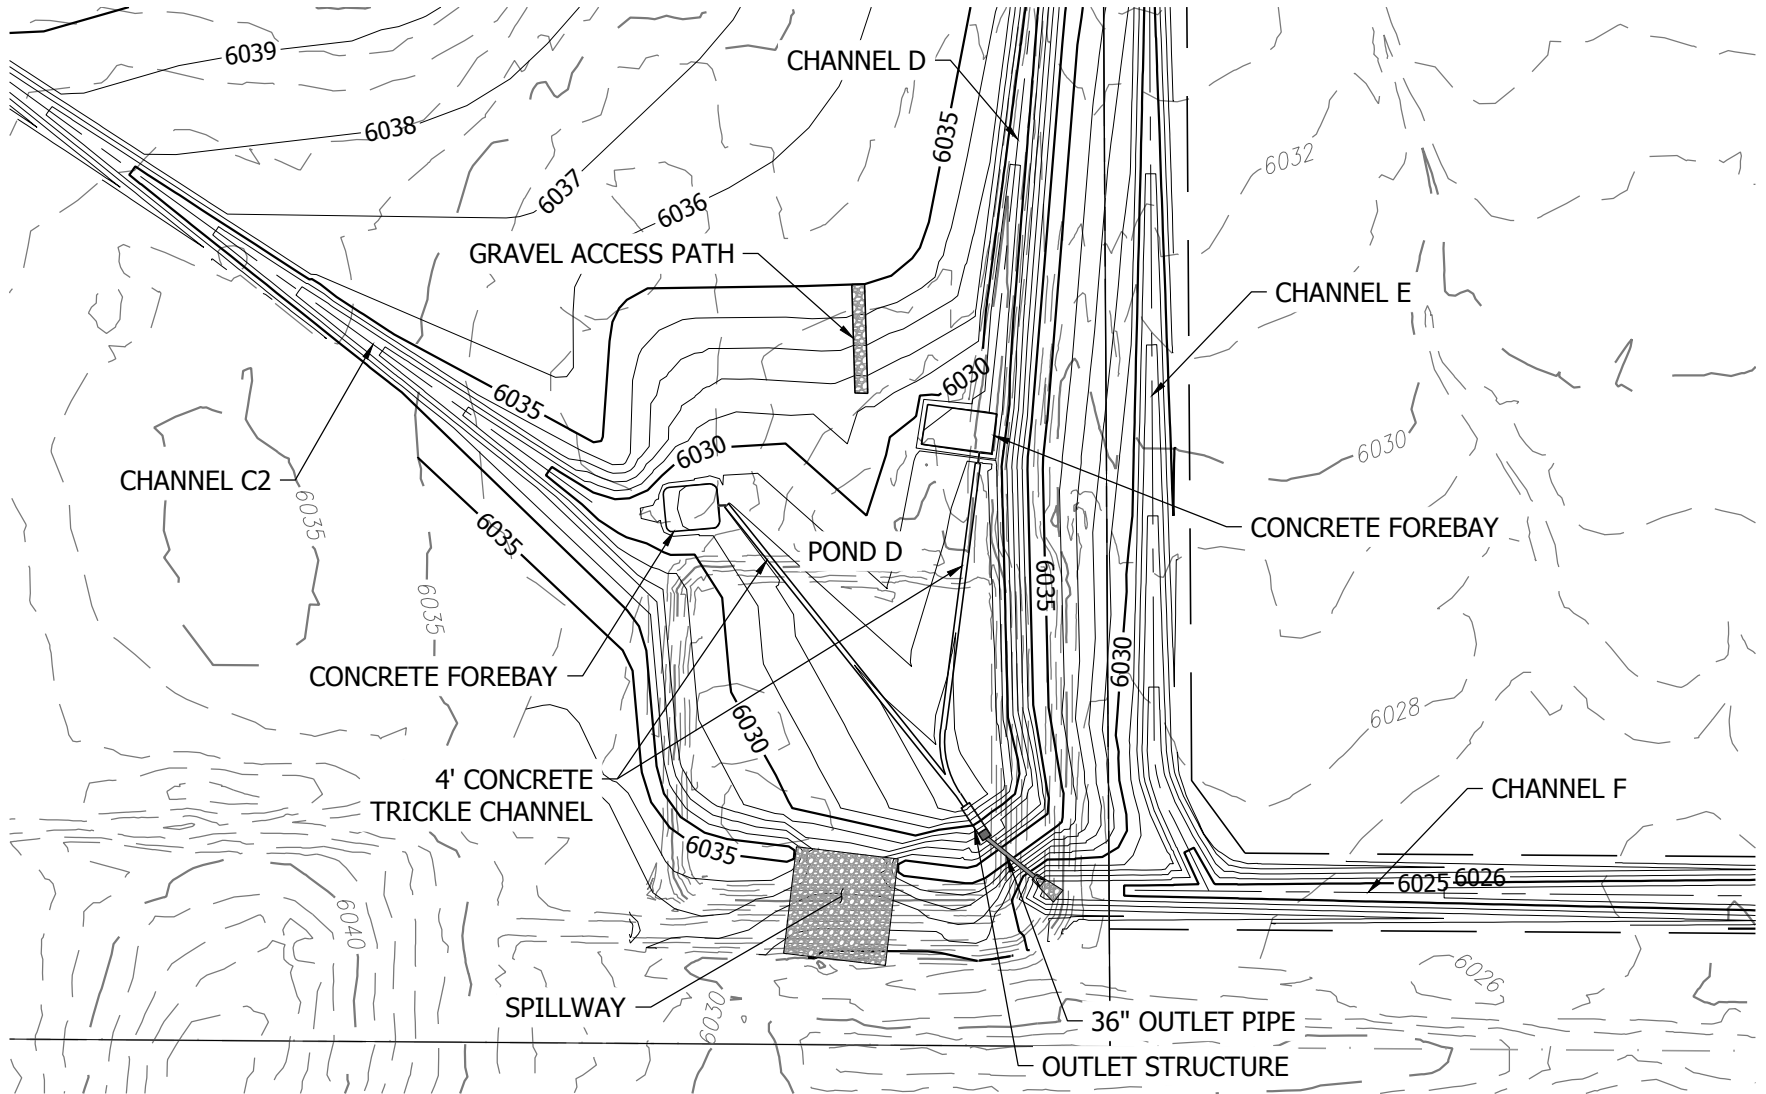 6039
CHANNEL D
6038
6035
6032
6037
6036
GRAVEL ACCESS PATH
CHANNEL E
6030
6035
6030
6030
CHANNEL C2
6035
6035
CONCRETE FOREBAY
POND D
6035
6035
CONCRETE FOREBAY
6030
6030
6028
4' CONCRETE
TRICKLE CHANNEL
CHANNEL F
6035
6025
6026
6040
6026
SPILLWAY
6030
36" OUTLET PIPE
OUTLET STRUCTURE